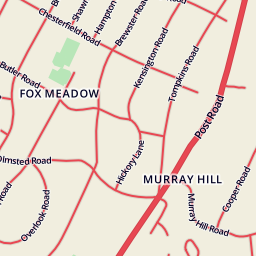 Shaw
Hampton
Chesterfield Road
Brewster Road
Kensington Road
Tompkins Road
Butler Road
FOX MEADOW
Post Road
Olmsted Road
Hickory Lane
MURRAY HILL
Cooper Road
Murray Hill Road
Overlook Road